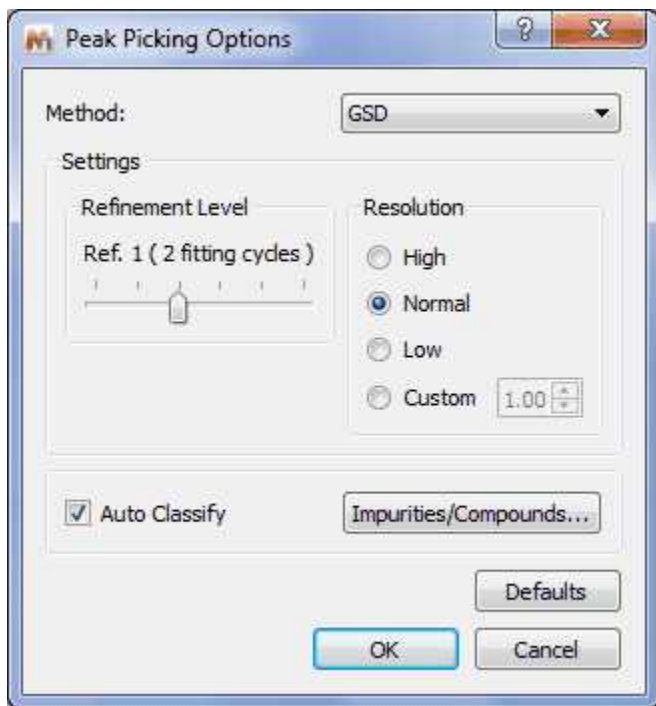 Peak Picking Options
?
Method:
GSD
Settings
Refinement Level
Ref. 1 ( 2 fitting cycles )
Resolution
High
Normal
Low
Custom
1.00
Auto Classify
Impurities/Compounds...
Defaults
OK
Cancel